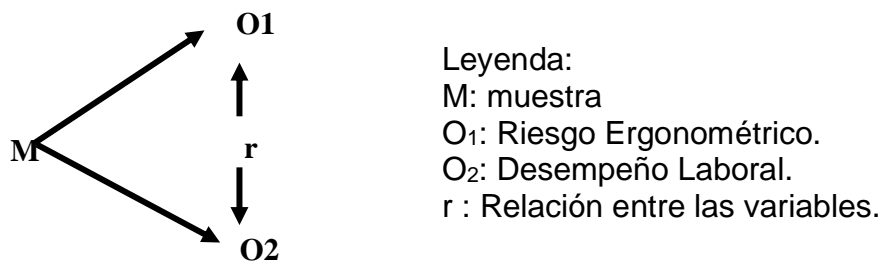 O1
Leyenda:
M: muestra
M
r
O₁: Riesgo Ergonométrico.
O₂: Desempeño Laboral.
r : Relación entre las variables.
O2